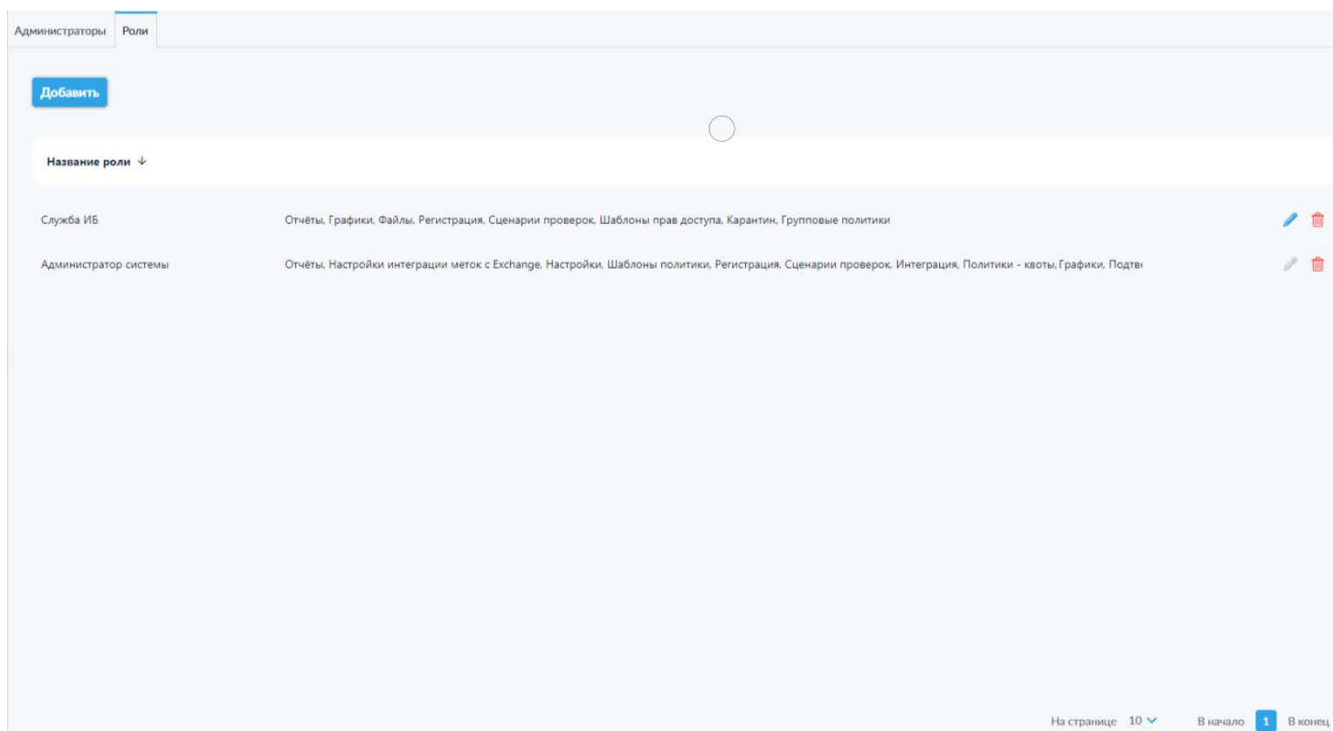 Администраторы Роли
Добавить
Название роли
Служба ИБ Отчёты, Графики, Файлы, Регистрация, Сценарии проверок, Шаблоны прав доступа, Карантин, Групповые политики
Администратор системы Отчёты, Настройки интеграции меток с Exchange, Настройки, Шаблоны политики, Регистрация, Сценарии проверок, Интеграция, Политики - квоты, Графики, Подтв
На странице 10 В начало 1 В конец